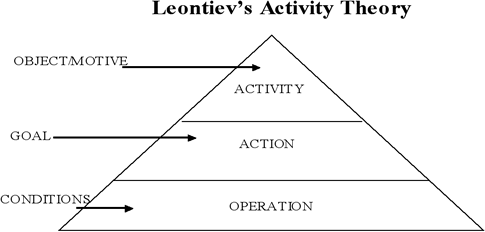 Leontiev's Activity Theory
OBJECT/MOTIVE
ACTIVITY
GOAL
ACTION
CONDITIONS
OPERATION